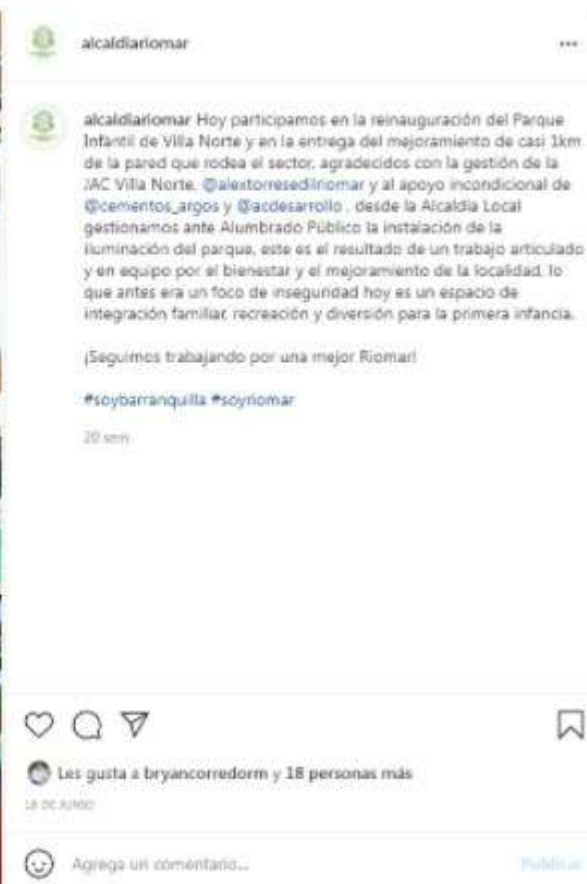 alcaldiariomar
alcaldiariomar Hoy participamos en la reinauguración del Parque
Infantil de Villa Norte y en la entrega del mejoramiento de casi 1km
de la pared que rodea el sector, agradecidos con la gestión de la
JAC Villa Norte, @alextorresedilriomar y al apoyo incondicional de
@cementos_argos y @acdesarrollo , desde la Alcaldía Local
gestionamos ante Alumbrado Público la instalación de la
iluminación del parque, este es el resultado de un trabajo articulado
y en equipo por el bienestar y el mejoramiento de la localidad, lo
que antes era un foco de inseguridad hoy es un espacio de
integración familiar, recreación y diversión para la primera infancia.
¡Seguimos trabajando por una mejor Riomar!
#soybarranquilla #soyriomar
20 sem
Les gusta a bryancorredorm y 18 personas más
18 DE JUNIO
Agrega un comentario...
Publicar